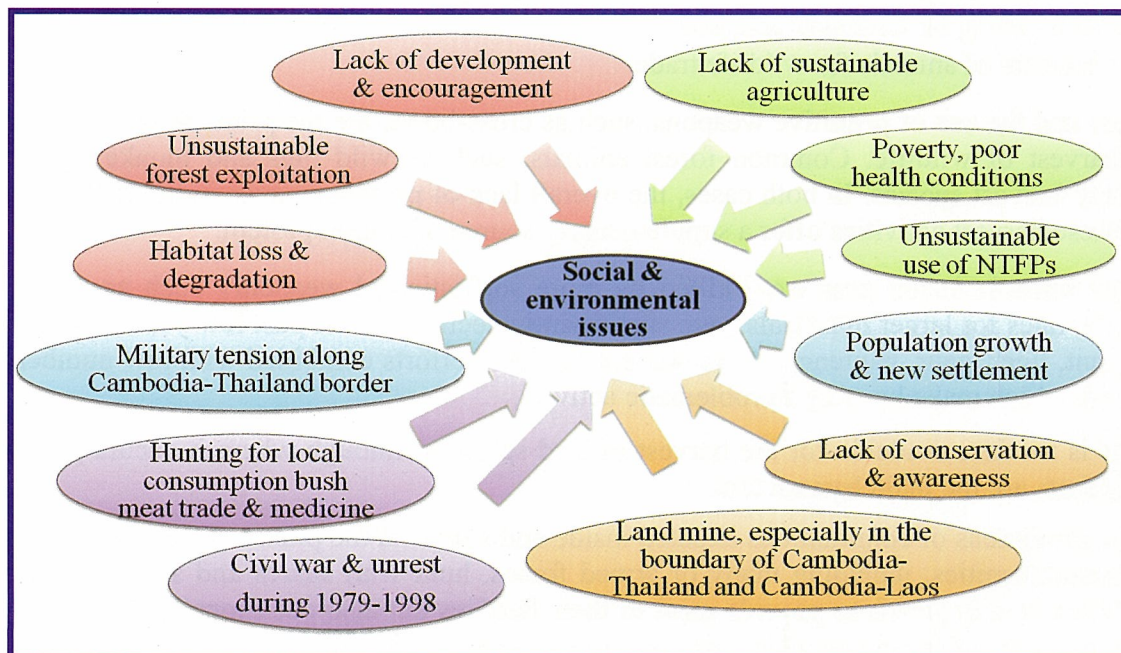 Lack of development
& encouragement
Lack of sustainable
agriculture
Unsustainable
forest exploitation
Poverty, poor
health conditions
Habitat loss &
degradation
Unsustainable
use of NTFPs
Social &
environmental
issues
Military tension along
Cambodia-Thailand border
Population growth
& new settlement
Hunting for local
consumption bush
meat trade & medicine
Lack of conservation
& awareness
Civil war & unrest
during 1979-1998
Land mine, especially in the
boundary of Cambodia-
Thailand and Cambodia-Laos